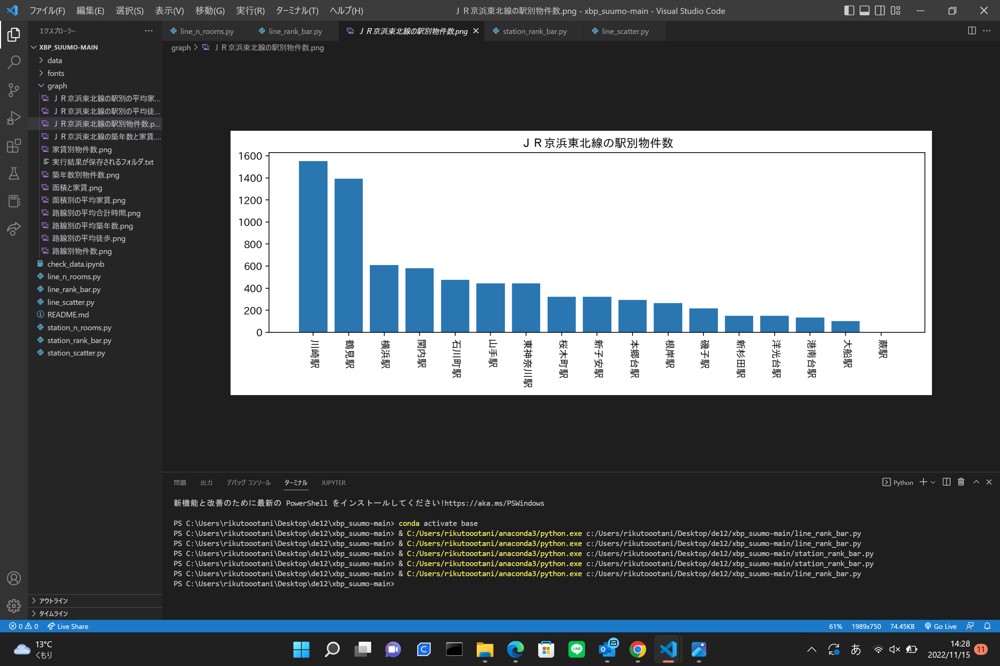 ファイル(F) 編集(E) 選択(S) 表示(V) 移動(G) 実行(R) ターミナル(T) ヘルプ(H)
ＪＲ京浜東北線の駅別物件数.png - xbp_suumo-main - Visual Studio Code
エクスプローラー
XBP_SUUMO-MAIN
data
fonts
graph
ＪＲ京浜東北線の駅別の平均家...
ＪＲ京浜東北線の駅別の平均徒...
ＪＲ京浜東北線の駅別物件数.p...
ＪＲ京浜東北線の築年数と家賃....
家賃別物件数.png
実行結果が保存されるフォルダ.txt
築年数別物件数.png
面積と家賃.png
面積別の平均家賃.png
路線別の平均合計時間.png
路線別の平均築年数.png
路線別の平均徒歩.png
路線別物件数.png
check_data.ipynb
line_n_rooms.py
line_rank_bar.py
line_scatter.py
README.md
station_n_rooms.py
station_rank_bar.py
station_scatter.py
アウトライン
タイムライン
line_n_rooms.py line_rank_bar.py ＪＲ京浜東北線の駅別物件数.png station_rank_bar.py line_scatter.py
graph > ＪＲ京浜東北線の駅別物件数.png
ＪＲ京浜東北線の駅別物件数
1600
1400
1200
1000
800
600
400
200
0
川崎駅
鶴見駅
横浜駅
関内駅
石川町駅
山手駅
東神奈川駅
桜木町駅
新子安駅
本郷台駅
根岸駅
磯子駅
新杉田駅
洋光台駅
港南台駅
大船駅
蕨駅
問題 出力 デバッグ コンソール ターミナル JUPYTER
Python
新機能と改善のために最新の PowerShell をインストールしてください!https://aka.ms/PSWindows
PS C:\Users\rikutoootani\Desktop\de12\xbp_suumo-main> conda activate base
PS C:\Users\rikutoootani\Desktop\de12\xbp_suumo-main> & C:/Users/rikutoootani/anaconda3/python.exe c:/Users/rikutoootani/Desktop/de12/xbp_suumo-main/line_rank_bar.py
PS C:\Users\rikutoootani\Desktop\de12\xbp_suumo-main> & C:/Users/rikutoootani/anaconda3/python.exe c:/Users/rikutoootani/Desktop/de12/xbp_suumo-main/line_rank_bar.py
PS C:\Users\rikutoootani\Desktop\de12\xbp_suumo-main> & C:/Users/rikutoootani/anaconda3/python.exe c:/Users/rikutoootani/Desktop/de12/xbp_suumo-main/station_rank_bar.py
PS C:\Users\rikutoootani\Desktop\de12\xbp_suumo-main> & C:/Users/rikutoootani/anaconda3/python.exe c:/Users/rikutoootani/Desktop/de12/xbp_suumo-main/station_rank_bar.py
PS C:\Users\rikutoootani\Desktop\de12\xbp_suumo-main> & C:/Users/rikutoootani/anaconda3/python.exe c:/Users/rikutoootani/Desktop/de12/xbp_suumo-main/line_rank_bar.py
PS C:\Users\rikutoootani\Desktop\de12\xbp_suumo-main>
0 0 Live Share
61% 1989x750 74.45KB Go Live
13°C
くもり
LINE
あ
14:28
2022/11/15
11